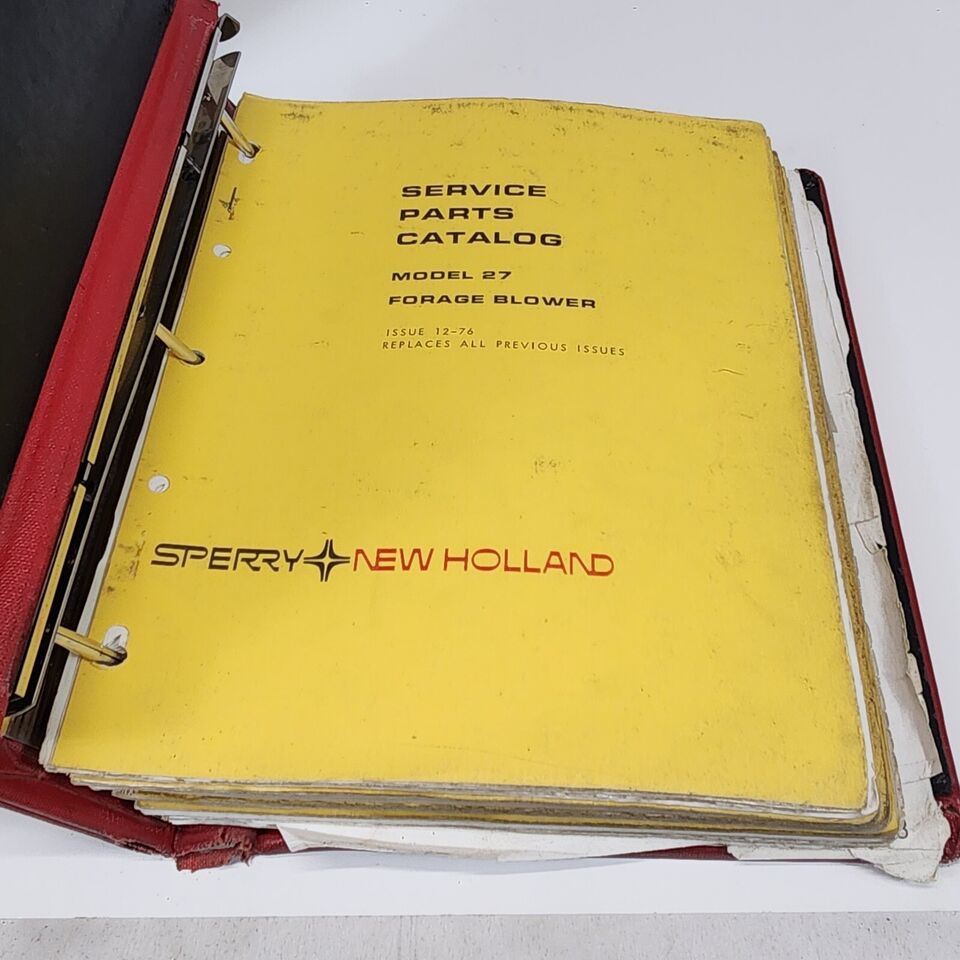 SERVICE
PARTS
CATALOG
MODEL 27
FORAGE BLOWER
ISSUE 12-76
REPLACES ALL PREVIOUS ISSUES
SPERRY NEW HOLLAND